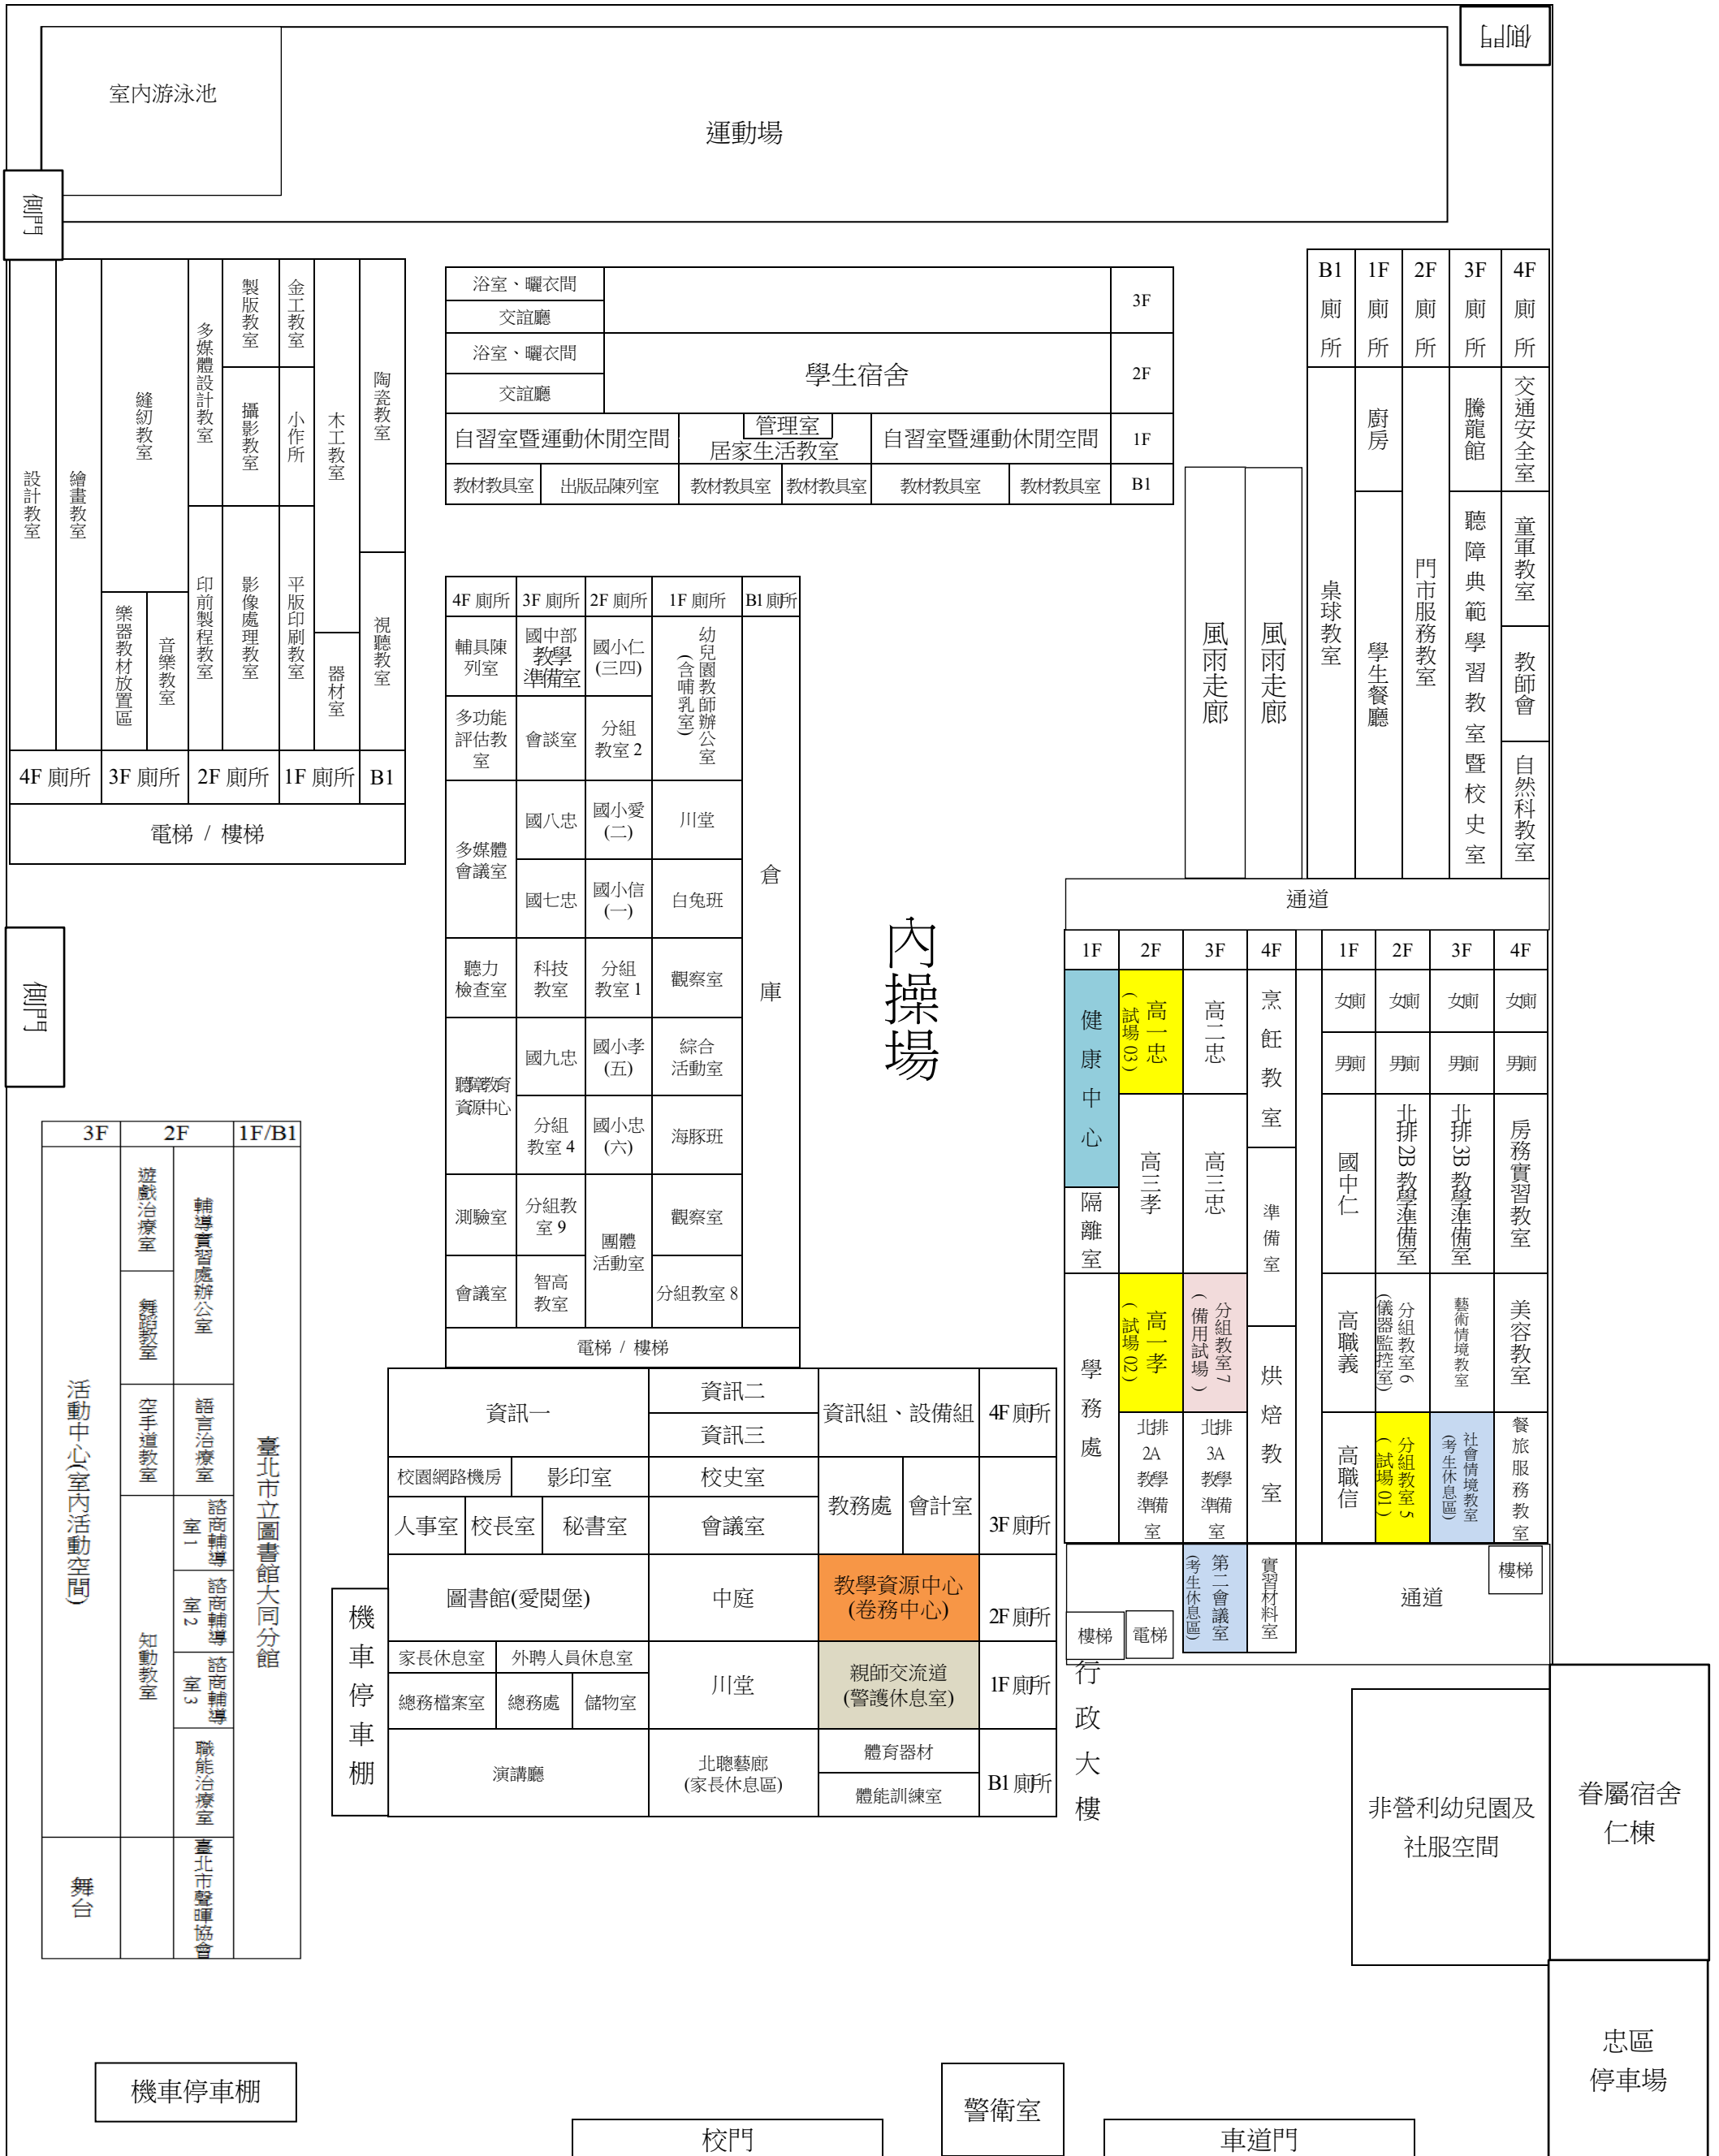 側門
室內游泳池
運動場
側門
設計教室
繪畫教室
縫紉教室
樂器教材放置區
音樂教室
多媒體設計教室
印前製程教室
製版教室
攝影教室
影像處理教室
金工教室
小作所
平版印刷教室
木工教室
器材室
陶瓷教室
視聽教室
4F 廁所
3F 廁所
2F 廁所
1F 廁所
B1
電梯 / 樓梯
浴室、曬衣間
交誼廳
3F
浴室、曬衣間
交誼廳
學生宿舍
2F
自習室暨運動休閒空間
管理室
居家生活教室
自習室暨運動休閒空間
1F
教材教具室
出版品陳列室
教材教具室
教材教具室
教材教具室
教材教具室
B1
風雨走廊
風雨走廊
B1 廁所
1F 廁所
2F 廁所
3F 廁所
4F 廁所
桌球教室
廚房
學生餐廳
門市服務教室
騰龍館
聽障典範學習教室暨校史室
交通安全室
童軍教室
教師會
自然科教室
通道
4F 廁所
3F 廁所
2F 廁所
1F 廁所
B1 廁所
輔具陳
列室
國中部
教學
準備室
國小仁
(三四)
幼兒園教師辦公室
(含哺乳室)
倉庫
多功能
評估教
室
會談室
分組
教室 2
多媒體
會議室
國八忠
國小愛
(二)
川堂
國七忠
國小信
(一)
白兔班
聽力
檢查室
科技
教室
分組
教室 1
觀察室
聽障教育
資源中心
國九忠
國小孝
(五)
綜合
活動室
分組
教室 4
國小忠
(六)
海豚班
測驗室
分組教
室 9
團體
活動室
觀察室
會議室
智高
教室
分組教室 8
電梯 / 樓梯
內操場
側門
1F
2F
3F
4F
健康中心
隔離室
學務處
高一忠
(試場 03)
高三孝
高一孝
(試場 02)
北排
2A
教學
準備
室
高二忠
高三忠
分組教室 7
(備用試場)
北排
3A
教學
準備
室
烹飪教室
準備室
烘焙教室
1F
2F
3F
4F
女廁
女廁
女廁
女廁
男廁
男廁
男廁
男廁
國中仁
北排 2B 教學準備室
北排 3B 教學準備室
房務實習教室
高職義
分組教室 6
(儀器監控室)
藝術情境教室
美容教室
高職信
分組教室 5
(試場 01)
社會情境教室
(考生休息區)
餐旅服務教室
樓梯
電梯
第二會議室
(考生休息區)
實習材料室
通道
樓梯
3F
2F
1F/B1
活動中心(室內活動空間)
舞台
遊戲治療室
舞蹈教室
空手道教室
知動教室
輔導實習處辦公室
語言治療室
諮商輔導
室 1
諮商輔導
室 2
諮商輔導
室 3
職能治療室
臺北市聲暉協會
臺北市立圖書館大同分館
機車停車棚
資訊一
資訊二
資訊三
資訊組、設備組
4F 廁所
校園網路機房
影印室
校史室
教務處
會計室
3F 廁所
人事室
校長室
秘書室
會議室
圖書館(愛閱堡)
中庭
教學資源中心
(卷務中心)
2F 廁所
家長休息室
外聘人員休息室
川堂
親師交流道
(警護休息室)
1F 廁所
總務檔案室
總務處
儲物室
演講廳
北聰藝廊
(家長休息區)
體育器材
體能訓練室
B1 廁所
行政大樓
非營利幼兒園及
社服空間
眷屬宿舍
仁棟
忠區
停車場
機車停車棚
校門
警衛室
車道門